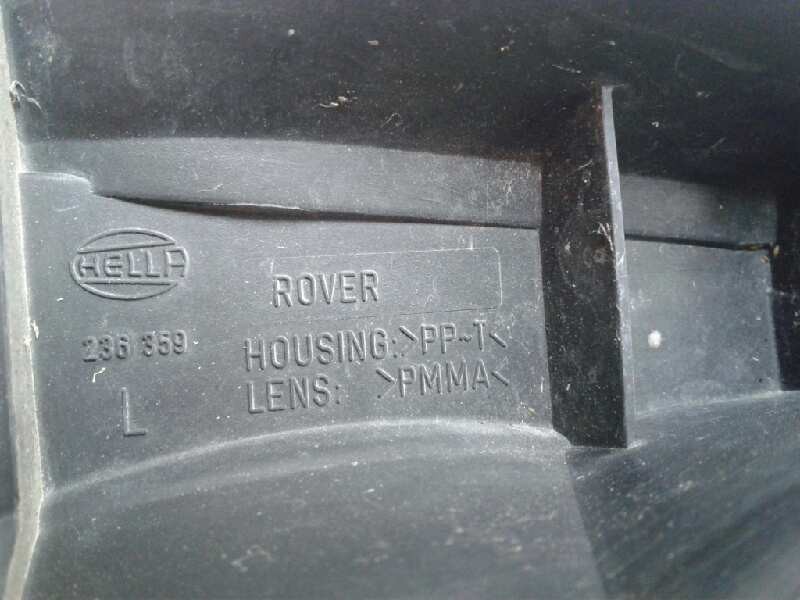 HELLA
ROVER
236 359
HOUSING:>PP-T<
LENS: >PMMA<
L